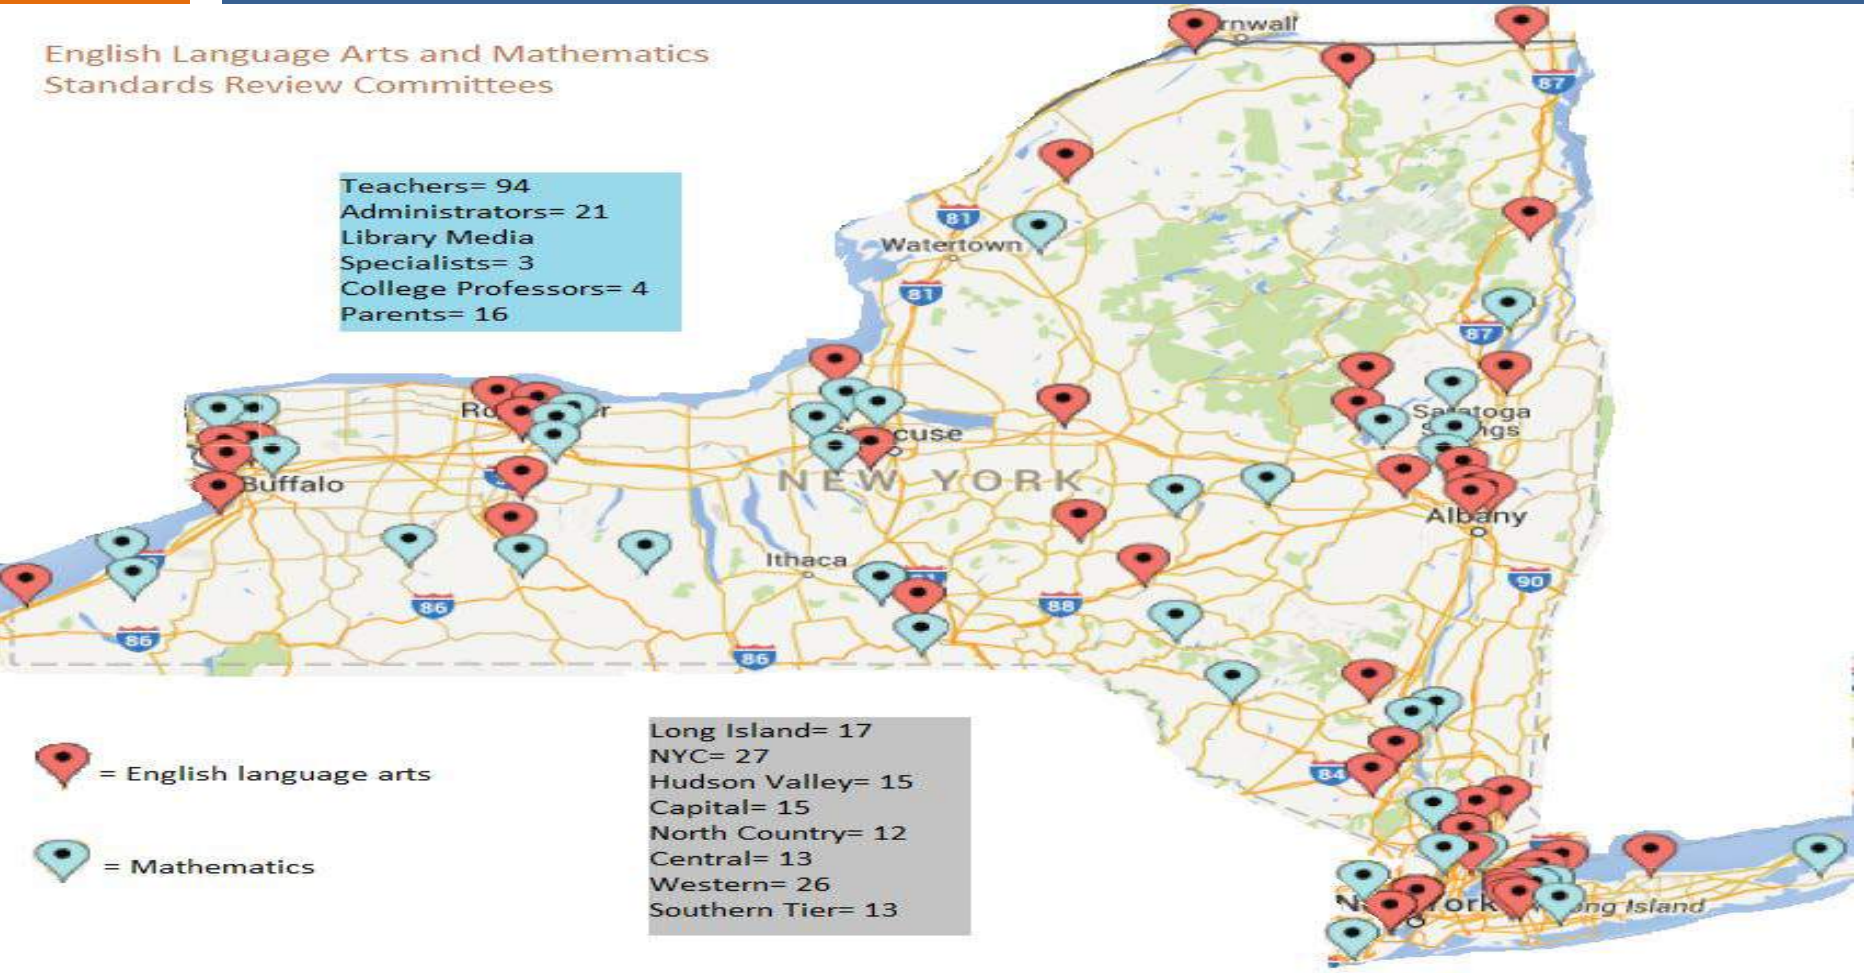 English Language Arts and Mathematics
Standards Review Committees
Teachers= 94
Administrators= 21
Library Media
Specialists= 3
College Professors= 4
Parents= 16
87
81
Watertown
81
87
Buffalo
NEW YORK
Albany
Ithaca
90
86
88
86
86
84
Long Island= 17
NYC= 27
Hudson Valley= 15
Capital= 15
North Country= 12
Central= 13
Western= 26
Southern Tier= 13
= English language arts
= Mathematics
Island